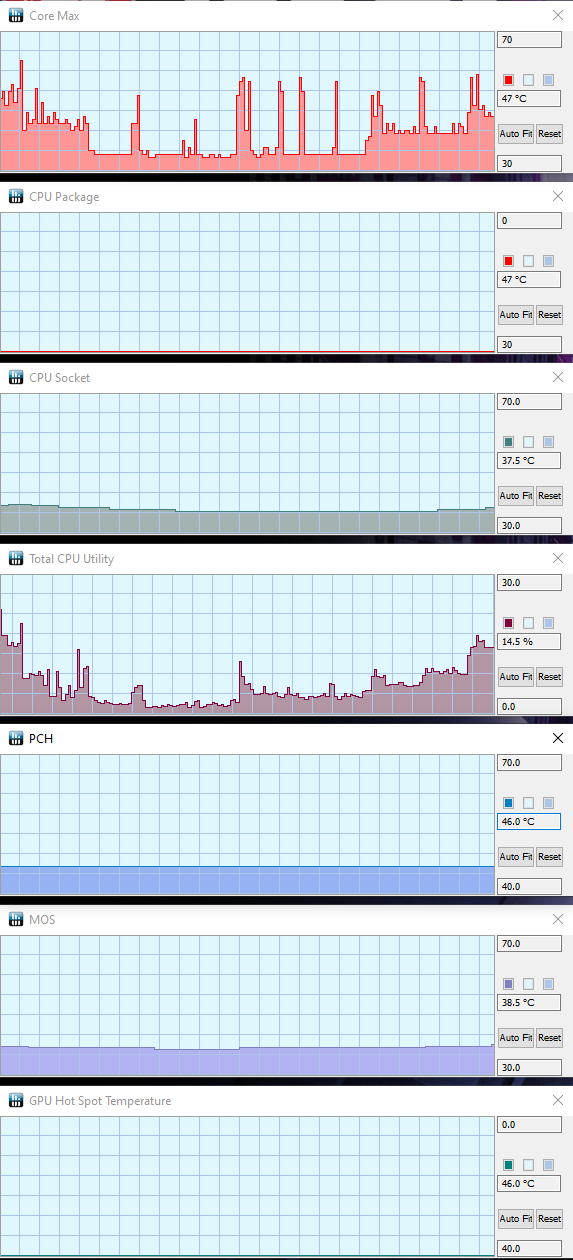 Core Max
70
47 °C
Auto Fit Reset
30
CPU Package
0
47 °C
Auto Fit Reset
30
CPU Socket
70.0
37.5 °C
Auto Fit Reset
30.0
Total CPU Utility
30.0
14.5 %
Auto Fit Reset
0.0
PCH
70.0
46.0 °C
Auto Fit Reset
40.0
MOS
70.0
38.5 °C
Auto Fit Reset
30.0
GPU Hot Spot Temperature
0.0
46.0 °C
Auto Fit Reset
40.0